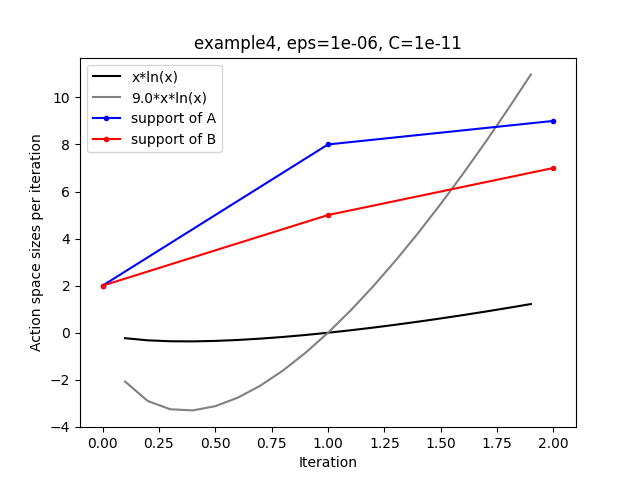 example4, eps=1e-06, C=1e-11
x*ln(x)
9.0*x*ln(x)
support of A
support of B
Action space sizes per iteration
10
8
6
4
2
0
−2
−4
0.00 0.25 0.50 0.75 1.00 1.25 1.50 1.75 2.00
Iteration